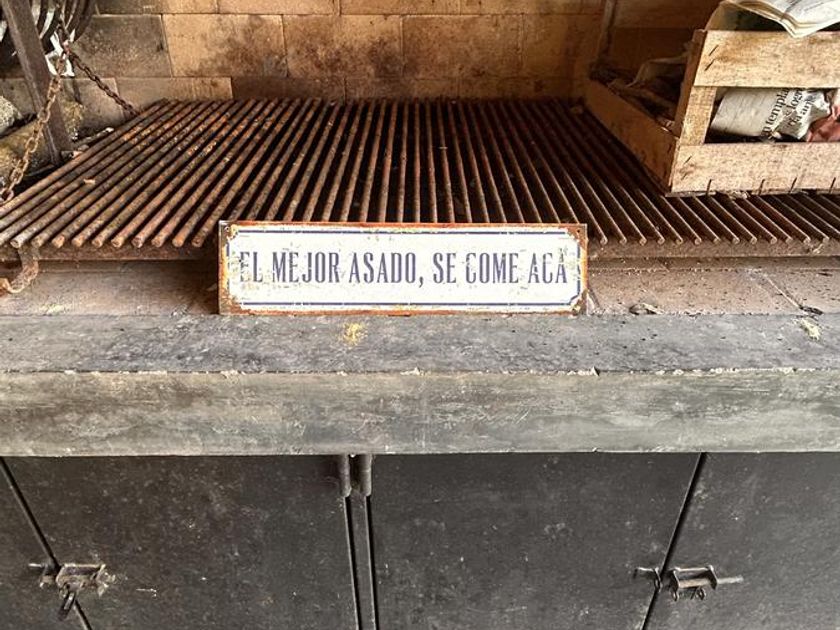 EL MEJOR ASADO, SE COME ACÁ